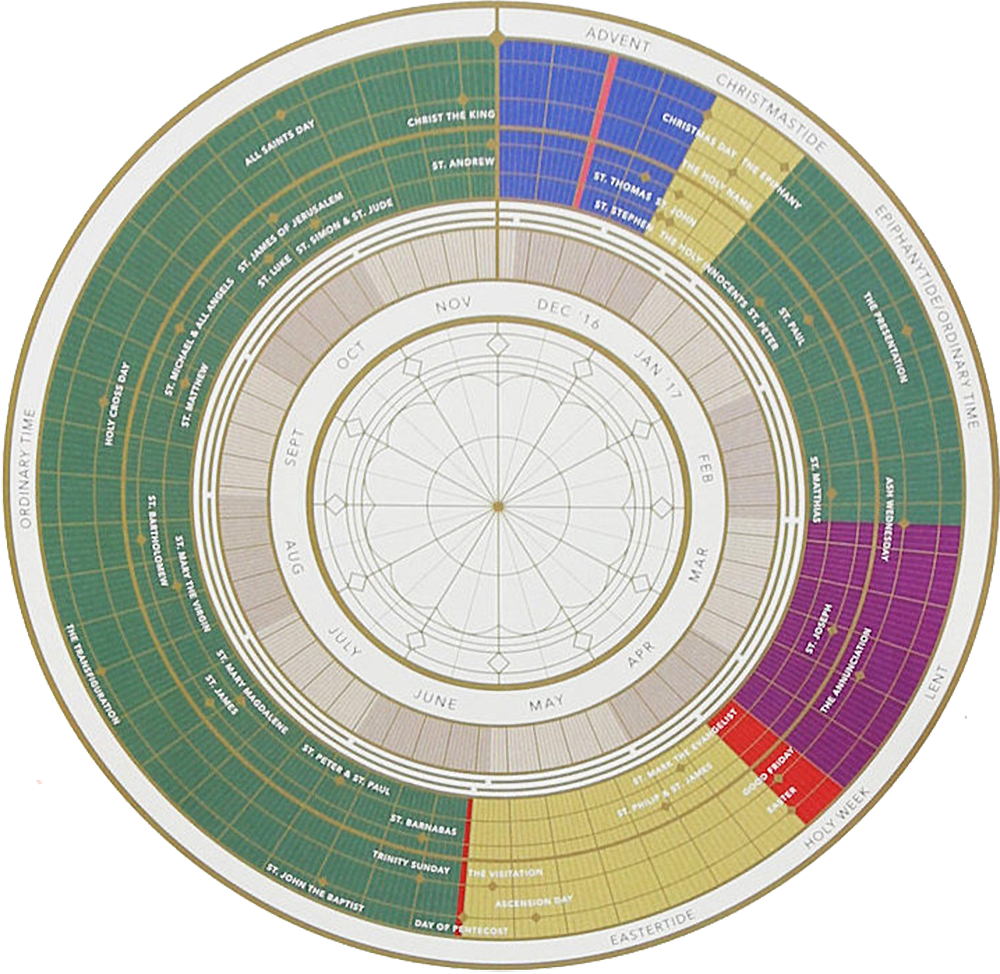 ADVENT
CHRISTMASTIDE
EPIPHANYTIDE/ORDINARY TIME
LENT
HOLY WEEK
EASTERTIDE
ORDINARY TIME
CHRISTMAS DAY
THE EPIPHANY
THE HOLY NAME
ST. THOMAS
ST. JOHN
ST. STEPHEN
THE HOLY INNOCENTS
ST. PETER
ST. PAUL
THE PRESENTATION
ST. MATTHIAS
ASH WEDNESDAY
ST. JOSEPH
THE ANNUNCIATION
GOOD FRIDAY
EASTER
ST. MARK THE EVANGELIST
ST. PHILIP & ST. JAMES
THE VISITATION
ASCENSION DAY
DAY OF PENTECOST
TRINITY SUNDAY
ST. BARNABAS
ST. JOHN THE BAPTIST
ST. PETER & ST. PAUL
ST. MARY MAGDALENE
ST. JAMES
THE TRANSFIGURATION
ST. MARY THE VIRGIN
ST. BARTHOLOMEW
HOLY CROSS DAY
ST. MATTHEW
ST. MICHAEL & ALL ANGELS
ST. LUKE
ST. JAMES OF JERUSALEM
ST. SIMON & ST. JUDE
ALL SAINTS DAY
CHRIST THE KING
ST. ANDREW
DEC '16
JAN '17
FEB
MAR
APR
MAY
JUNE
JULY
AUG
SEPT
OCT
NOV